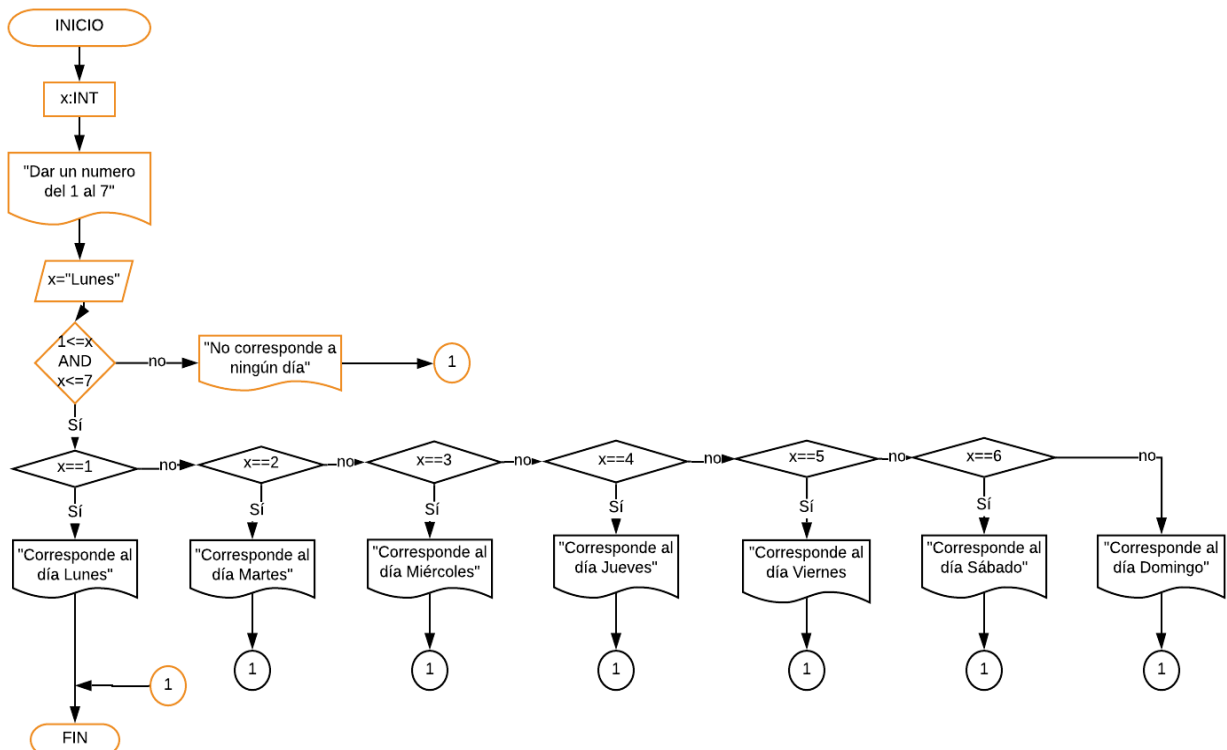 INICIO
x:INT
"Dar un numero
del 1 al 7"
x="Lunes"
1<=x
AND
x<=7
no
"No corresponde a
ningún día"
1
Sí
x==1
no
x==2
no
x==3
no
x==4
no
x==5
no
x==6
no
Sí
Sí
Sí
Sí
Sí
Sí
"Corresponde al
día Lunes"
"Corresponde al
día Martes"
"Corresponde al
día Miércoles"
"Corresponde al
día Jueves"
"Corresponde al
día Viernes
"Corresponde al
día Sábado"
"Corresponde al
día Domingo"
1
1
1
1
1
1
1
FIN